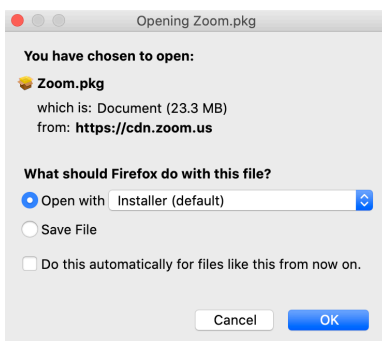 Opening Zoom.pkg
You have chosen to open:
Zoom.pkg
which is: Document (23.3 MB)
from: https://cdn.zoom.us
What should Firefox do with this file?
Open with Installer (default)
Save File
Do this automatically for files like this from now on.
Cancel OK